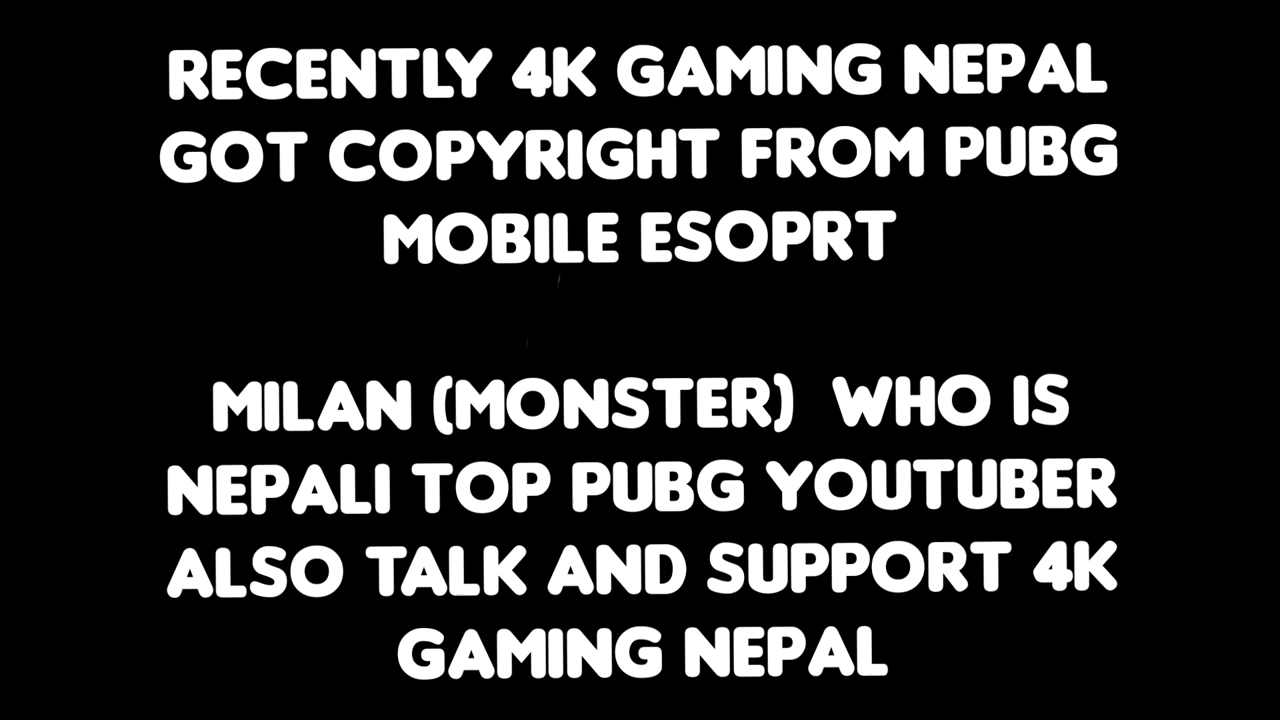 RECENTLY 4K GAMING NEPAL
GOT COPYRIGHT FROM PUBG
MOBILE ESOPRT
MILAN (MONSTER) WHO IS
NEPALI TOP PUBG YOUTUBER
ALSO TALK AND SUPPORT 4K
GAMING NEPAL